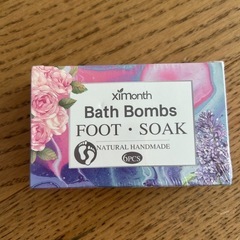 ximonth
Bath Bombs
FOOT · SOAK
NATURAL HANDMADE
6PCS